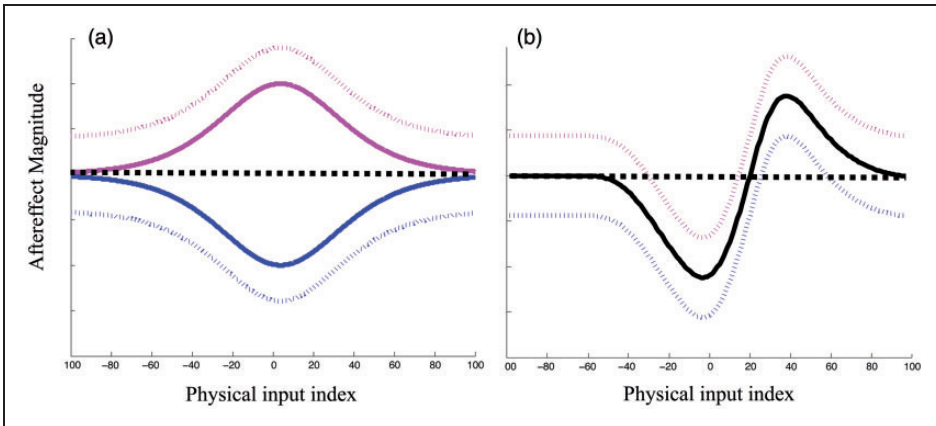 (a)
(b)
Aftereffect Magnitude
100 −80 −60 −40 −20 0 20 40 60 80 100
00 −80 −60 −40 −20 0 20 40 60 80 100
Physical input index
Physical input index